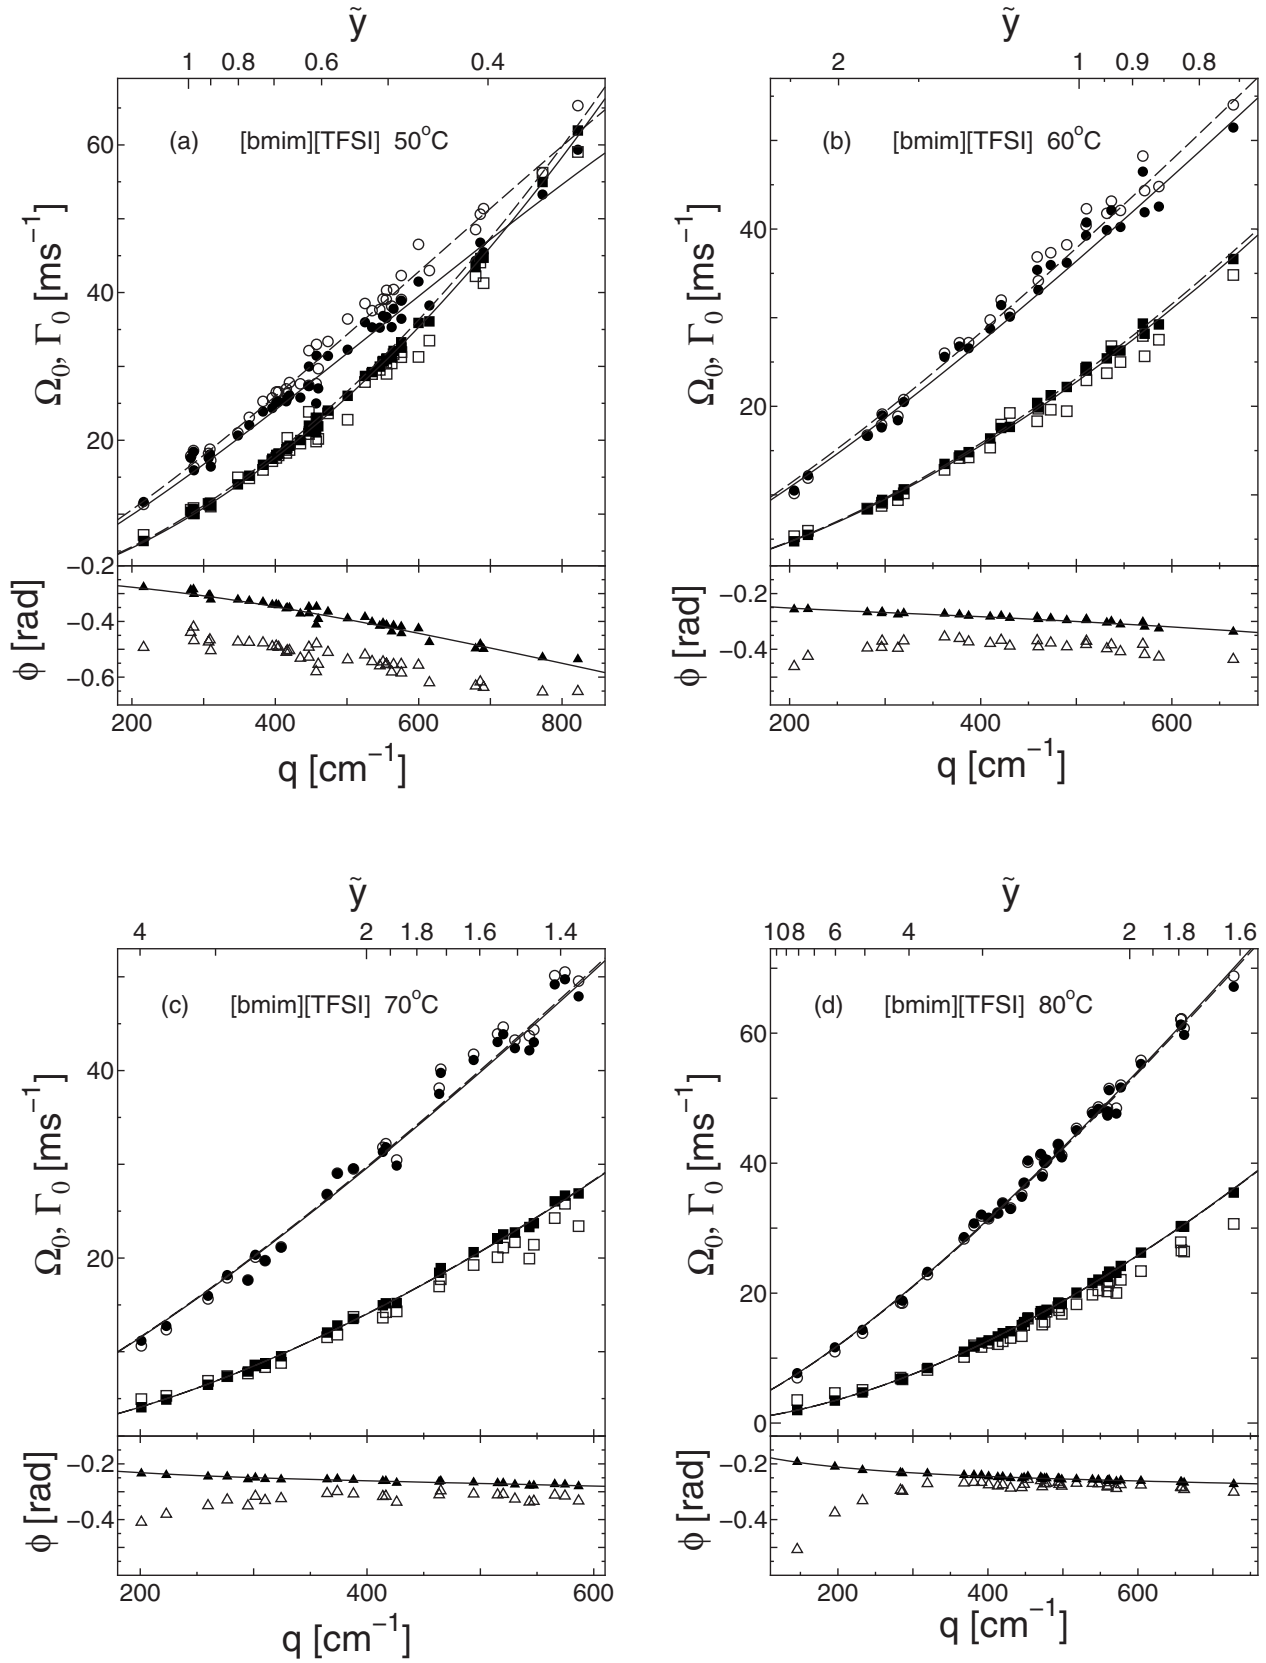 ỹ
1 0.8 0.6 0.4
(a) [bmim][TFSI] 50°C
Ω₀, Γ₀ [ms⁻¹]
60
40
20
−0.2
−0.4
−0.6
ϕ [rad]
200 400 600 800
q [cm⁻¹]
ỹ
2 1 0.9 0.8
(b) [bmim][TFSI] 60°C
Ω₀, Γ₀ [ms⁻¹]
40
20
−0.2
−0.4
ϕ [rad]
200 400 600
q [cm⁻¹]
ỹ
4 2 1.8 1.6 1.4
(c) [bmim][TFSI] 70°C
Ω₀, Γ₀ [ms⁻¹]
40
20
−0.2
−0.4
ϕ [rad]
200 400 600
q [cm⁻¹]
ỹ
10 8 6 4 2 1.8 1.6
(d) [bmim][TFSI] 80°C
Ω₀, Γ₀ [ms⁻¹]
60
40
20
0
−0.2
−0.4
ϕ [rad]
200 400 600
q [cm⁻¹]